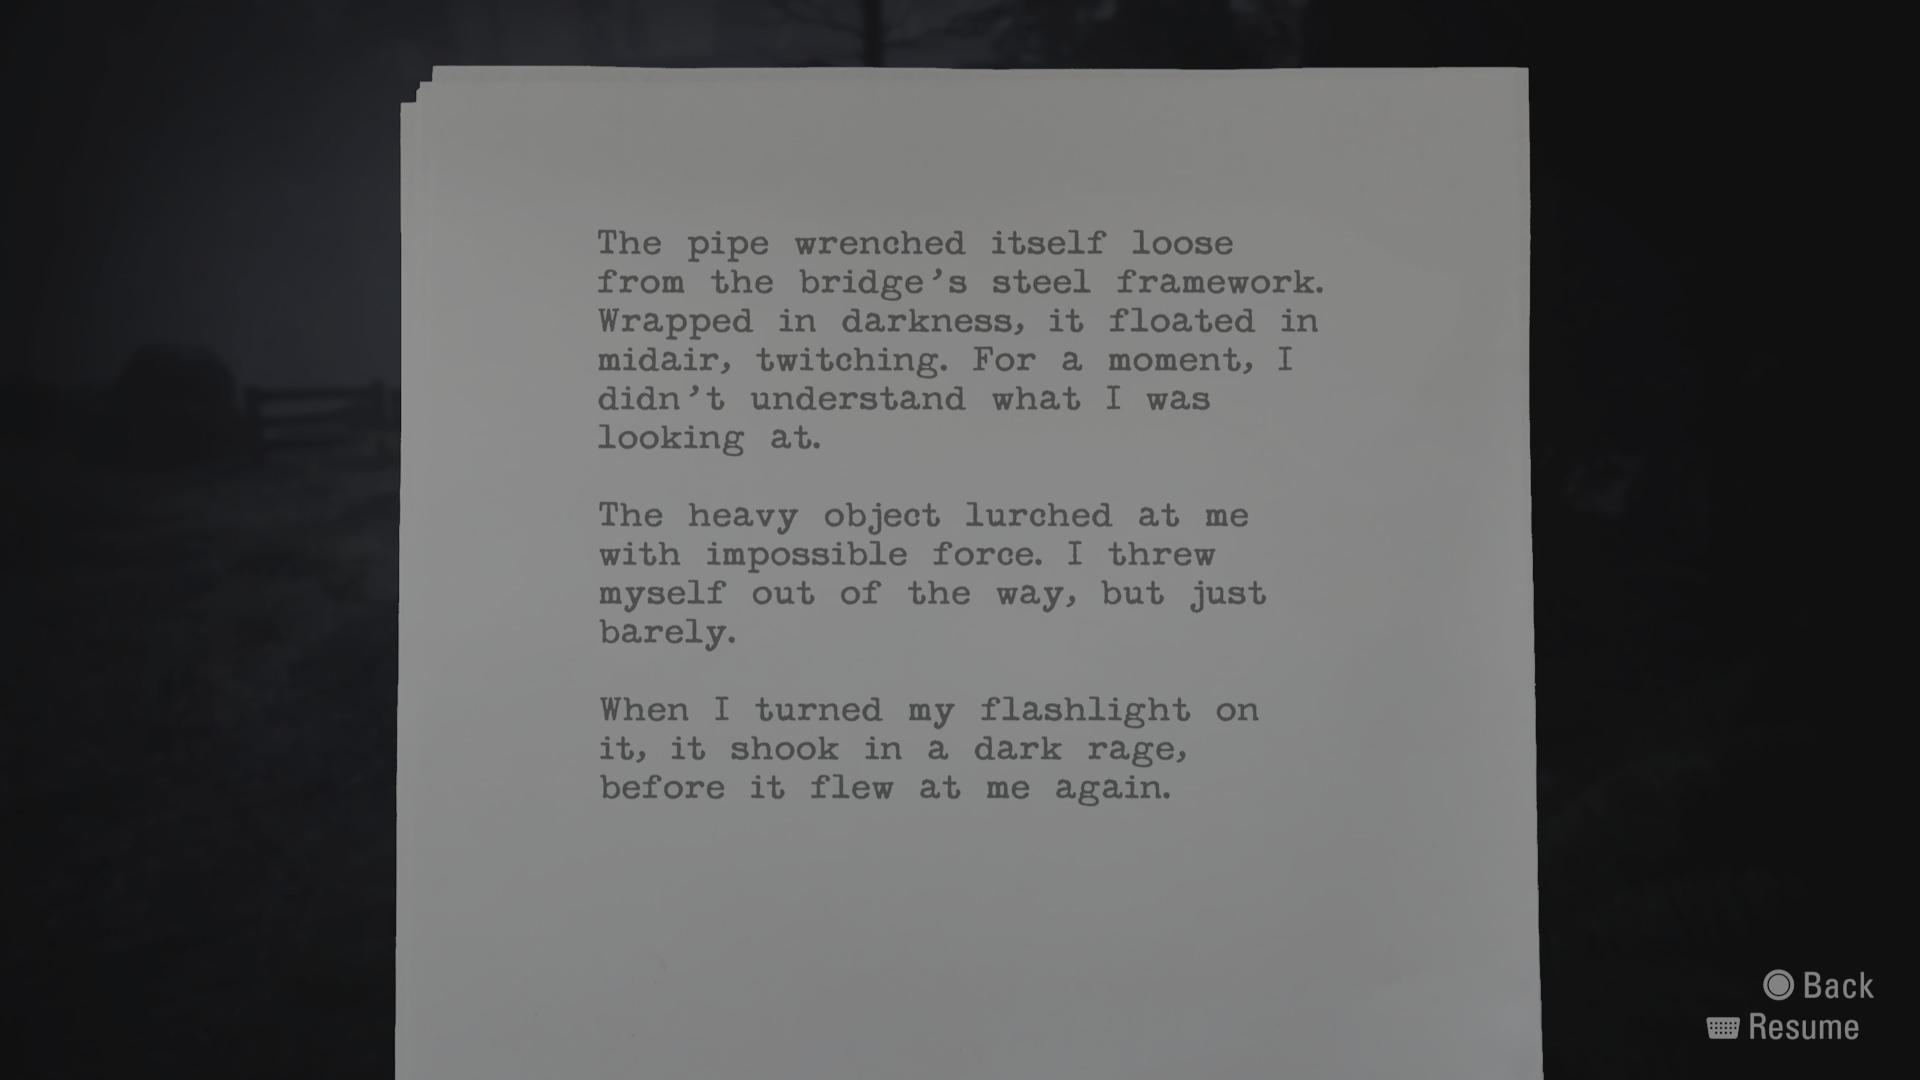 The pipe wrenched itself loose
from the bridge's steel framework.
Wrapped in darkness, it floated in
midair, twitching. For a moment, I
didn't understand what I was
looking at.
The heavy object lurched at me
with impossible force. I threw
myself out of the way, but just
barely.
When I turned my flashlight on
it, it shook in a dark rage,
before it flew at me again.
Back
Resume